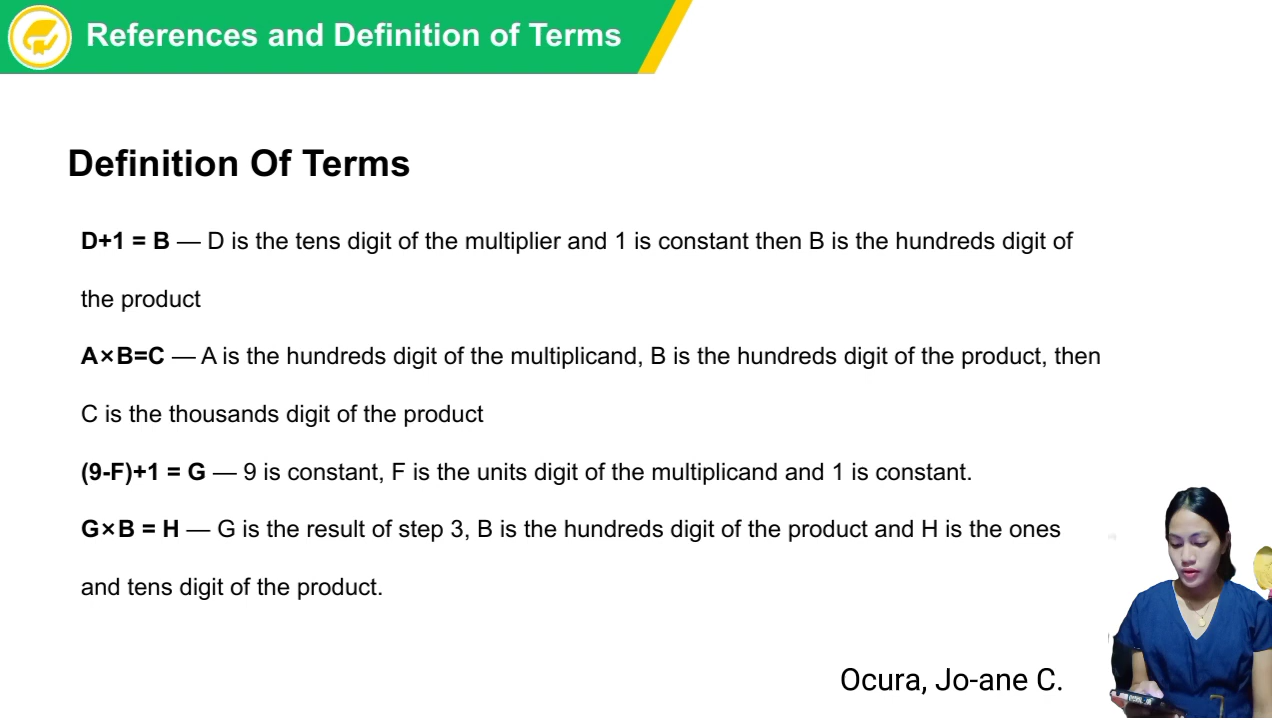 References and Definition of Terms
Definition Of Terms
D+1 = B — D is the tens digit of the multiplier and 1 is constant then B is the hundreds digit of
the product
A×B=C — A is the hundreds digit of the multiplicand, B is the hundreds digit of the product, then
C is the thousands digit of the product
(9-F)+1 = G — 9 is constant, F is the units digit of the multiplicand and 1 is constant.
G×B = H — G is the result of step 3, B is the hundreds digit of the product and H is the ones
and tens digit of the product.
Ocura, Jo-ane C.